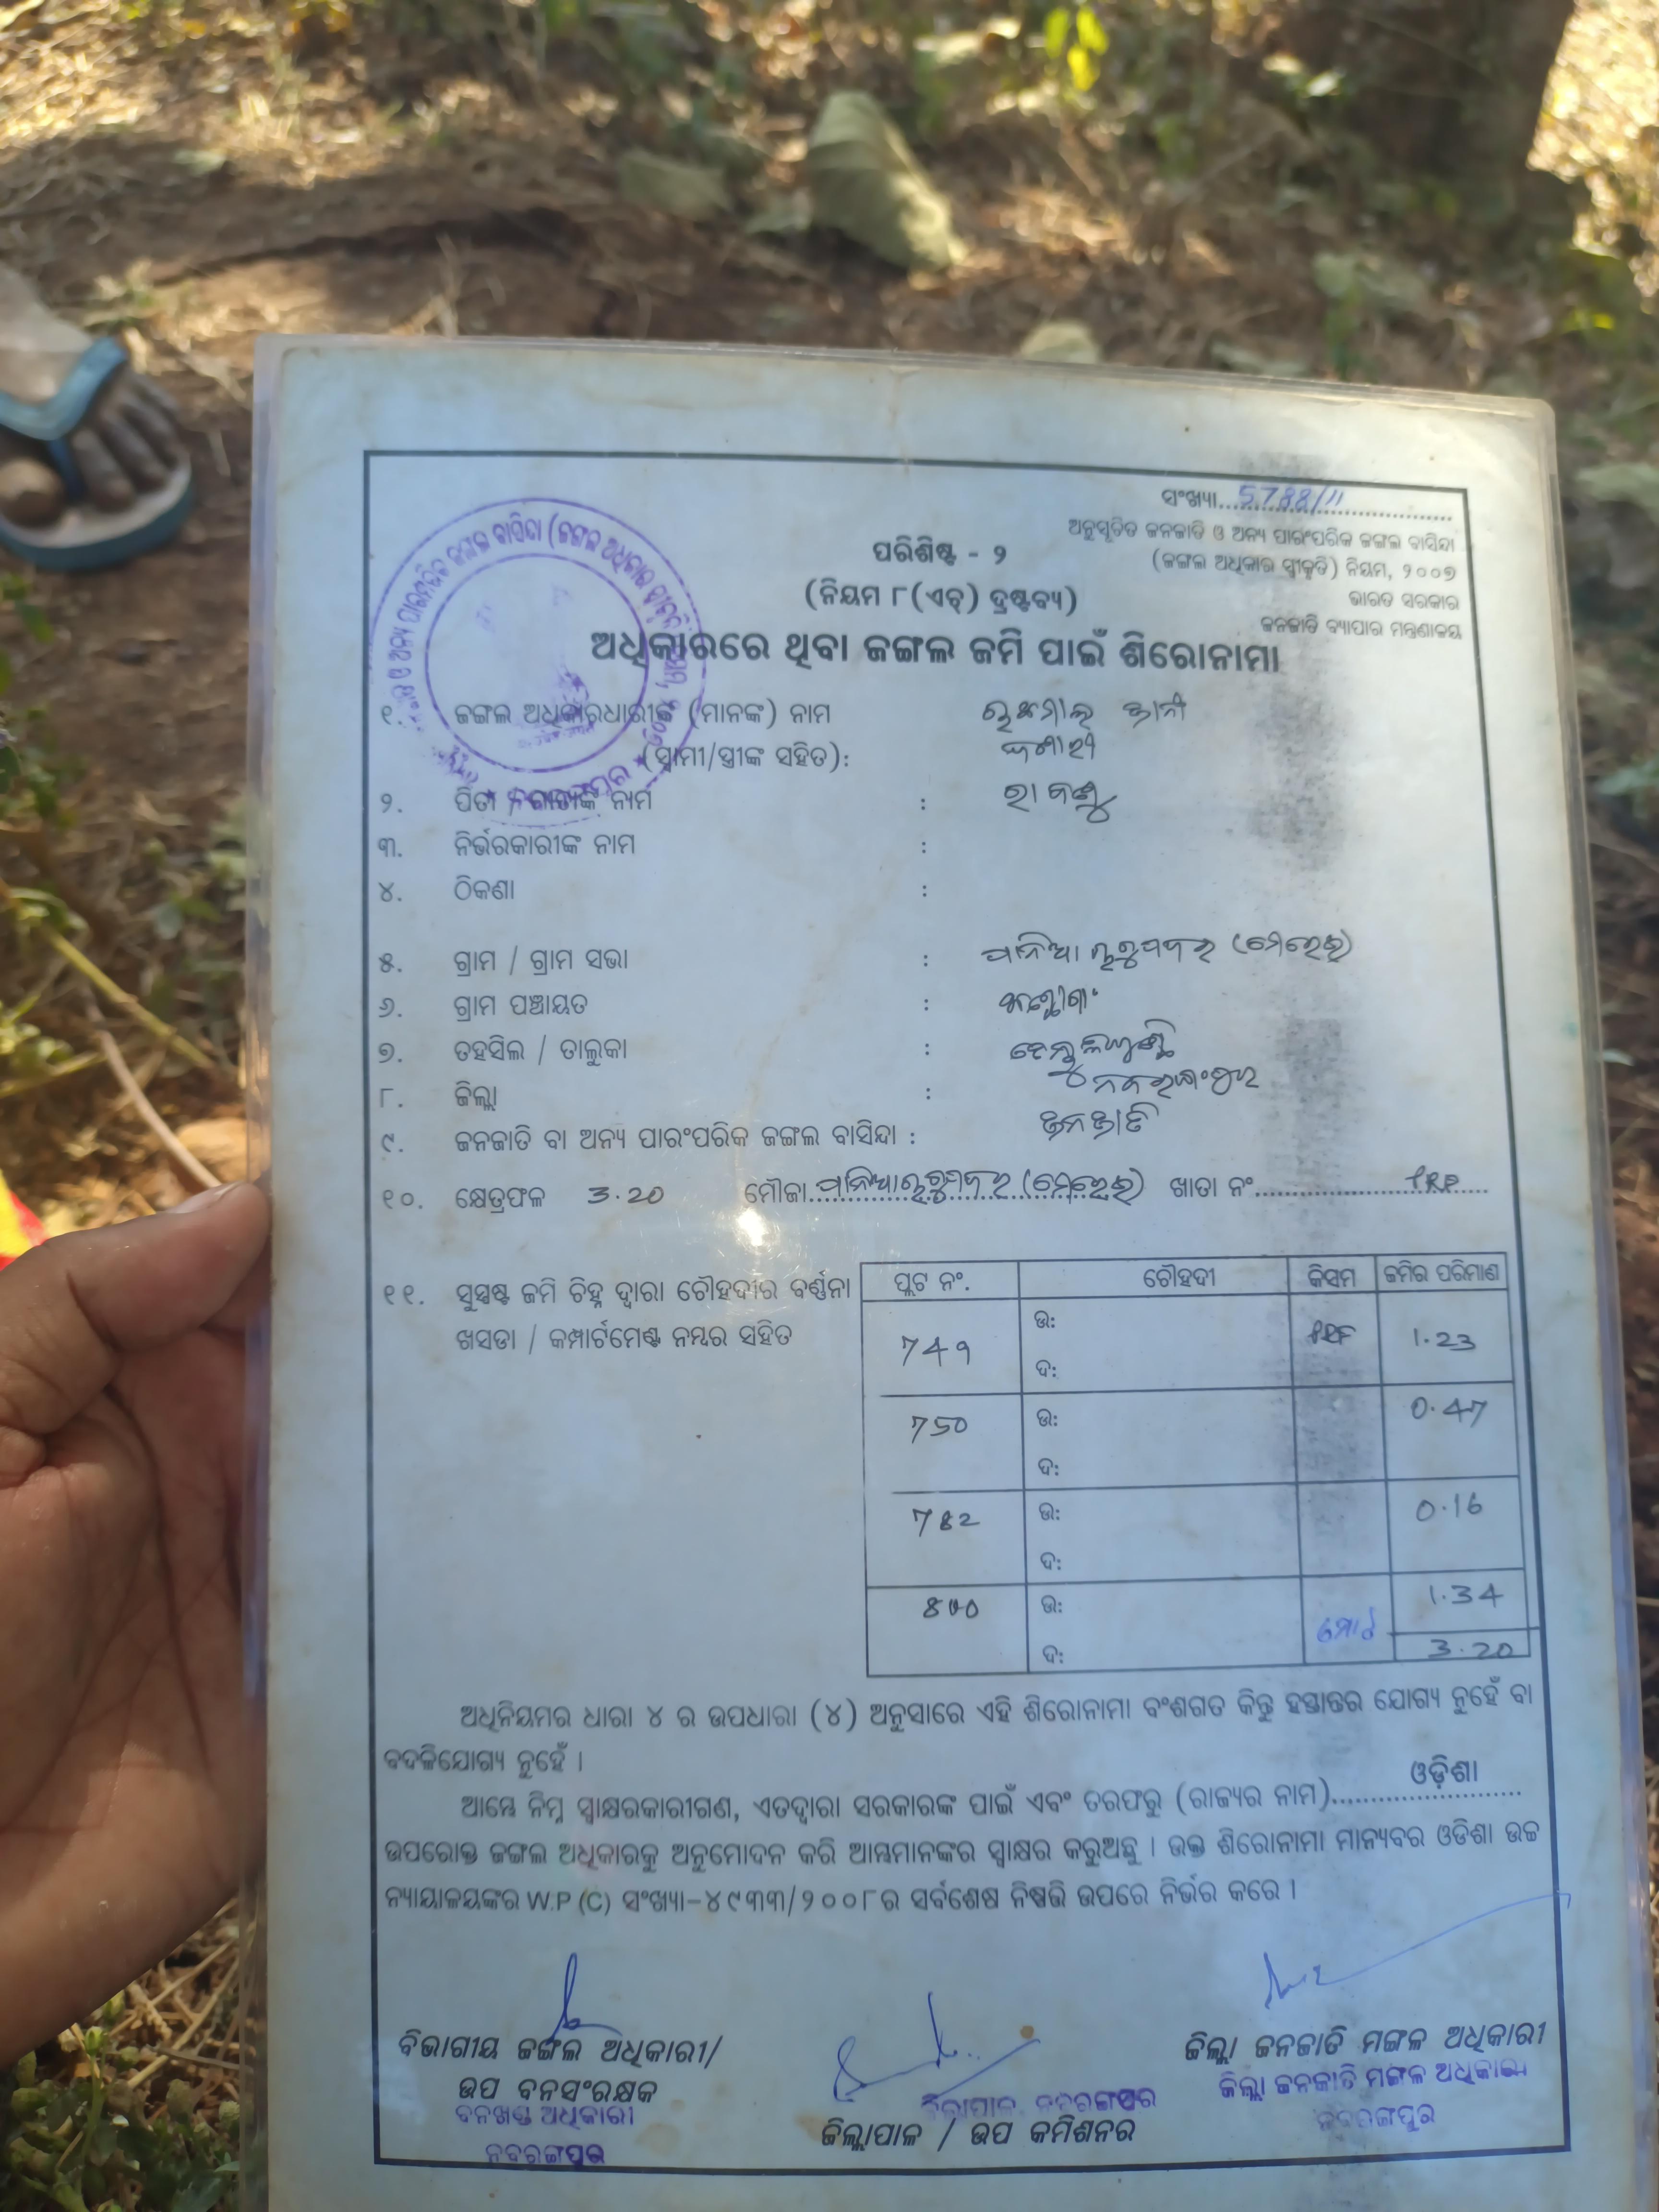 ସଂଖ୍ୟା...5788/11
ଅନୁସୂଚିତ ଜନଜାତି ଓ ଅନ୍ୟ ପାରଂପରିକ ଜଙ୍ଗଲ ବାସିନ୍ଦା
(ଜଙ୍ଗଲ ଅଧିକାର ସ୍ୱୀକୃତି) ନିୟମ, ୨୦୦୭
ଭାରତ ସରକାର
ଜନଜାତି ବ୍ୟାପାର ମନ୍ତ୍ରଣାଳୟ
ପରିଶିଷ୍ଟ - ୨
(ନିୟମ ୮(ଏଚ୍) ଦ୍ରଷ୍ଟବ୍ୟ)
ଅଧିକାରରେ ଥିବା ଜଙ୍ଗଲ ଜମି ପାଇଁ ଶିରୋନାମା
୧. ଜଙ୍ଗଲ ଅଧିକାରଧାରୀଙ୍କ (ମାନଙ୍କ) ନାମ
(ସ୍ୱାମୀ/ସ୍ତ୍ରୀଙ୍କ ସହିତ):
୨. ପିତା / ମାତାଙ୍କ ନାମ :
୩. ନିର୍ଭରକାରୀଙ୍କ ନାମ :
୪. ଠିକଣା :
୫. ଗ୍ରାମ / ଗ୍ରାମ ସଭା :
୬. ଗ୍ରାମ ପଞ୍ଚାୟତ :
୭. ତହସିଲ / ତାଲୁକା : ତେନ୍ତୁଳିଖୁଣ୍ଟି
୮. ଜିଲ୍ଲା : ନବରଙ୍ଗପୁର
୯. ଜନଜାତି ବା ଅନ୍ୟ ପାରଂପରିକ ଜଙ୍ଗଲ ବାସିନ୍ଦା : ଜନଜାତି
୧୦. କ୍ଷେତ୍ରଫଳ 3.20 ମୌଜା ଖାତା ନଂ
୧୧. ସୁସ୍ପଷ୍ଟ ଜମି ଚିହ୍ନ ଦ୍ୱାରା ଚୌହଦୀର ବର୍ଣ୍ଣନା
ଖସଡା / କମ୍ପାର୍ଟମେଣ୍ଟ ନମ୍ବର ସହିତ
ପ୍ଲଟ ନଂ. ଚୌହଦୀ କିସମ ଜମିର ପରିମାଣ
749 ଉ: ଦ: 1.23
750 ଉ: ଦ: 0.47
782 ଉ: ଦ: 0.16
ଉ: 1.34
ଦ: ମୋଟ 3.20
ଅଧିନିୟମର ଧାରା ୪ ର ଉପଧାରା (୪) ଅନୁସାରେ ଏହି ଶିରୋନାମା ବଂଶଗତ କିନ୍ତୁ ହସ୍ତାନ୍ତର ଯୋଗ୍ୟ ନୁହେଁ ବା
ବଦଳିଯୋଗ୍ୟ ନୁହେଁ ।
ଆମ୍ଭେ ନିମ୍ନ ସ୍ୱାକ୍ଷରକାରୀଗଣ, ଏତଦ୍ୱାରା ସରକାରଙ୍କ ପାଇଁ ଏବଂ ତରଫରୁ (ରାଜ୍ୟର ନାମ)...ଓଡ଼ିଶା
ଉପରୋକ୍ତ ଜଙ୍ଗଲ ଅଧିକାରକୁ ଅନୁମୋଦନ କରି ଆମ୍ଭମାନଙ୍କର ସ୍ୱାକ୍ଷର କରୁଅଛୁ । ଉକ୍ତ ଶିରୋନାମା ମାନ୍ୟବର ଓଡିଶା ଉଚ୍ଚ
ନ୍ୟାୟାଳୟଙ୍କର W.P (C) ସଂଖ୍ୟା-୪୯୩୩/୨୦୦୮ର ସର୍ବଶେଷ ନିଷ୍ପତ୍ତି ଉପରେ ନିର୍ଭର କରେ ।
ବିଭାଗୀୟ ଜଙ୍ଗଲ ଅଧିକାରୀ/
ଉପ ବନସଂରକ୍ଷକ
ବନଖଣ୍ଡ ଅଧିକାରୀ
ନବରଙ୍ଗପୁର
ଜିଲ୍ଲାପାଳ ନବରଙ୍ଗପୁର
ଜିଲ୍ଲାପାଳ / ଉପ କମିଶନର
ଜିଲ୍ଲା ଜନଜାତି ମଙ୍ଗଳ ଅଧିକାରୀ
ଜିଲ୍ଲା ଜନଜାତି ମଙ୍ଗଳ ଅଧିକାରୀ
ନବରଙ୍ଗପୁର